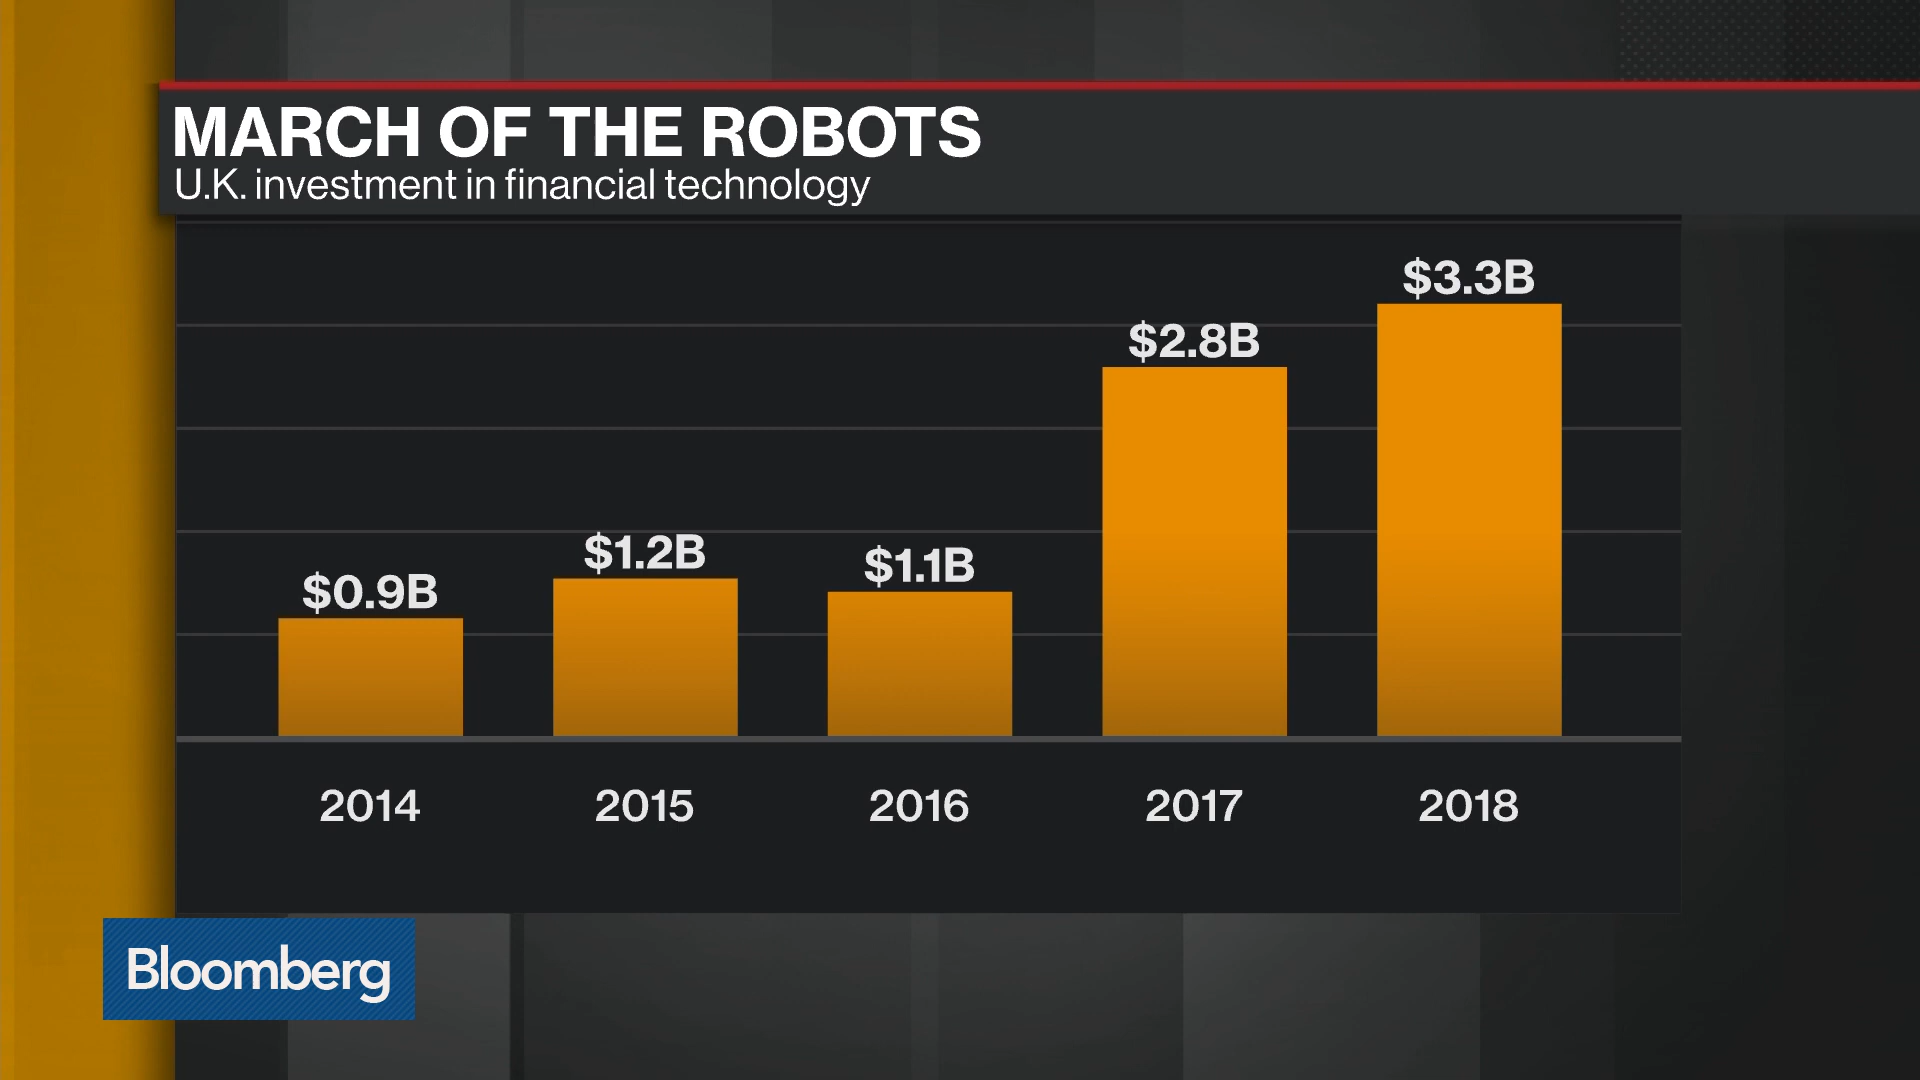 MARCH OF THE ROBOTS
U.K. investment in financial technology
$0.9B
$1.2B
$1.1B
$2.8B
$3.3B
2014
2015
2016
2017
2018
Bloomberg